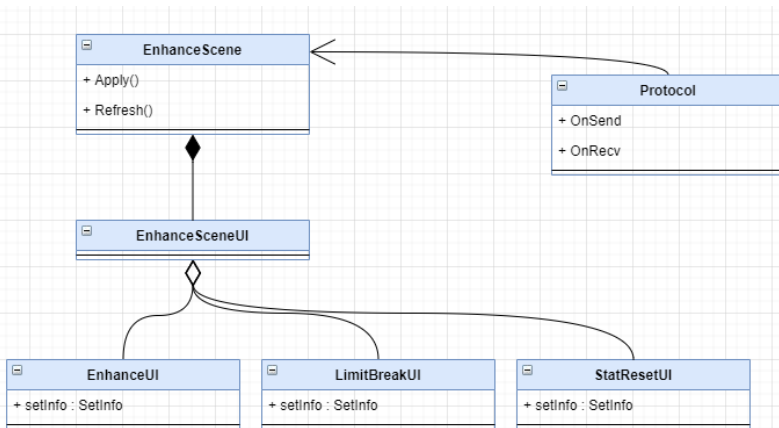 EnhanceScene
+ Apply()
+ Refresh()
Protocol
+ OnSend
+ OnRecv
EnhanceSceneUI
EnhanceUI
+ setInfo : SetInfo
LimitBreakUI
+ setInfo : SetInfo
StatResetUI
+ setInfo : SetInfo